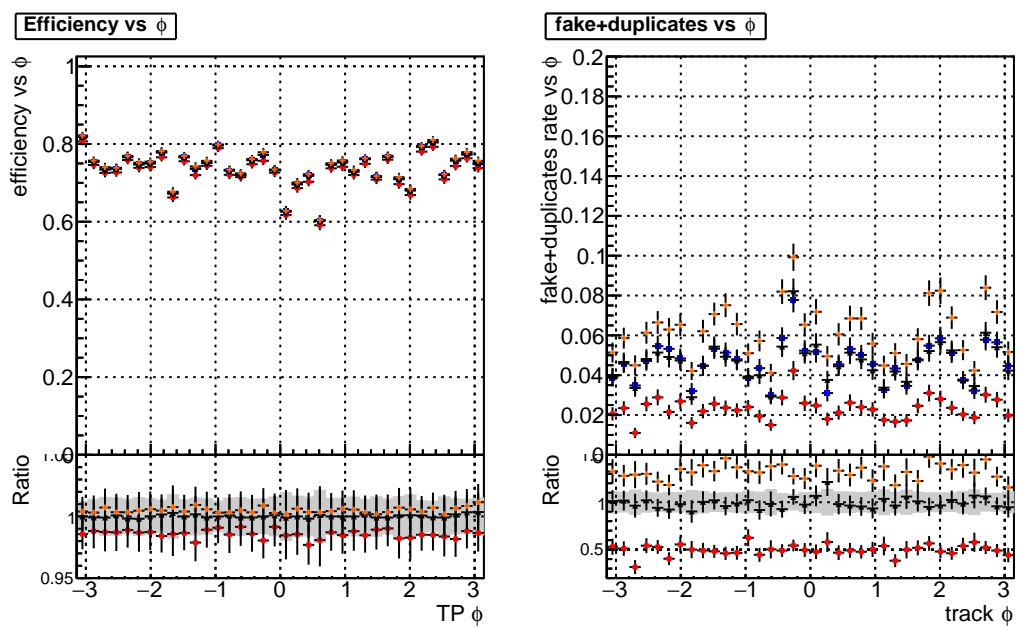 Efficiency vs ϕ
efficiency vs ϕ
1
0.8
0.6
0.4
0.2
0
Ratio
1
0.95
−3 −2 −1 0 1 2 3
TP ϕ
fake+duplicates vs ϕ
fake+duplicates rate vs ϕ
0.2
0.18
0.16
0.14
0.12
0.1
0.08
0.06
0.04
0.02
0
Ratio
1
0.5
−3 −2 −1 0 1 2 3
track ϕ